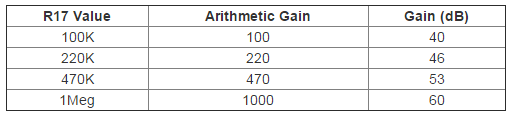 R17 Value Arithmetic Gain Gain (dB)
100K 100 40
220K 220 46
470K 470 53
1Meg 1000 60